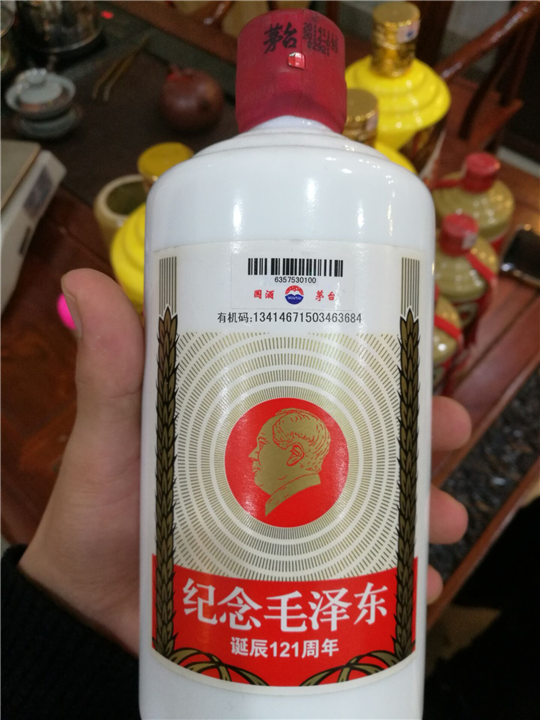 茅台
6357530100
国酒 茅台
有机码:13414671503463684
纪念毛泽东
诞辰121周年